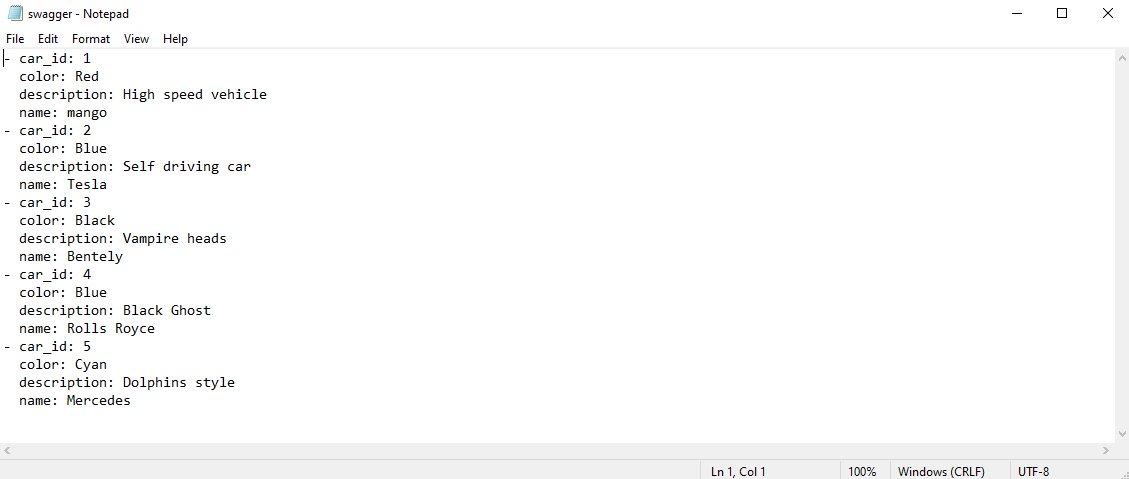 swagger - Notepad
File Edit Format View Help
- car_id: 1
  color: Red
  description: High speed vehicle
  name: mango
- car_id: 2
  color: Blue
  description: Self driving car
  name: Tesla
- car_id: 3
  color: Black
  description: Vampire heads
  name: Bentely
- car_id: 4
  color: Blue
  description: Black Ghost
  name: Rolls Royce
- car_id: 5
  color: Cyan
  description: Dolphins style
  name: Mercedes
Ln 1, Col 1 100% Windows (CRLF) UTF-8